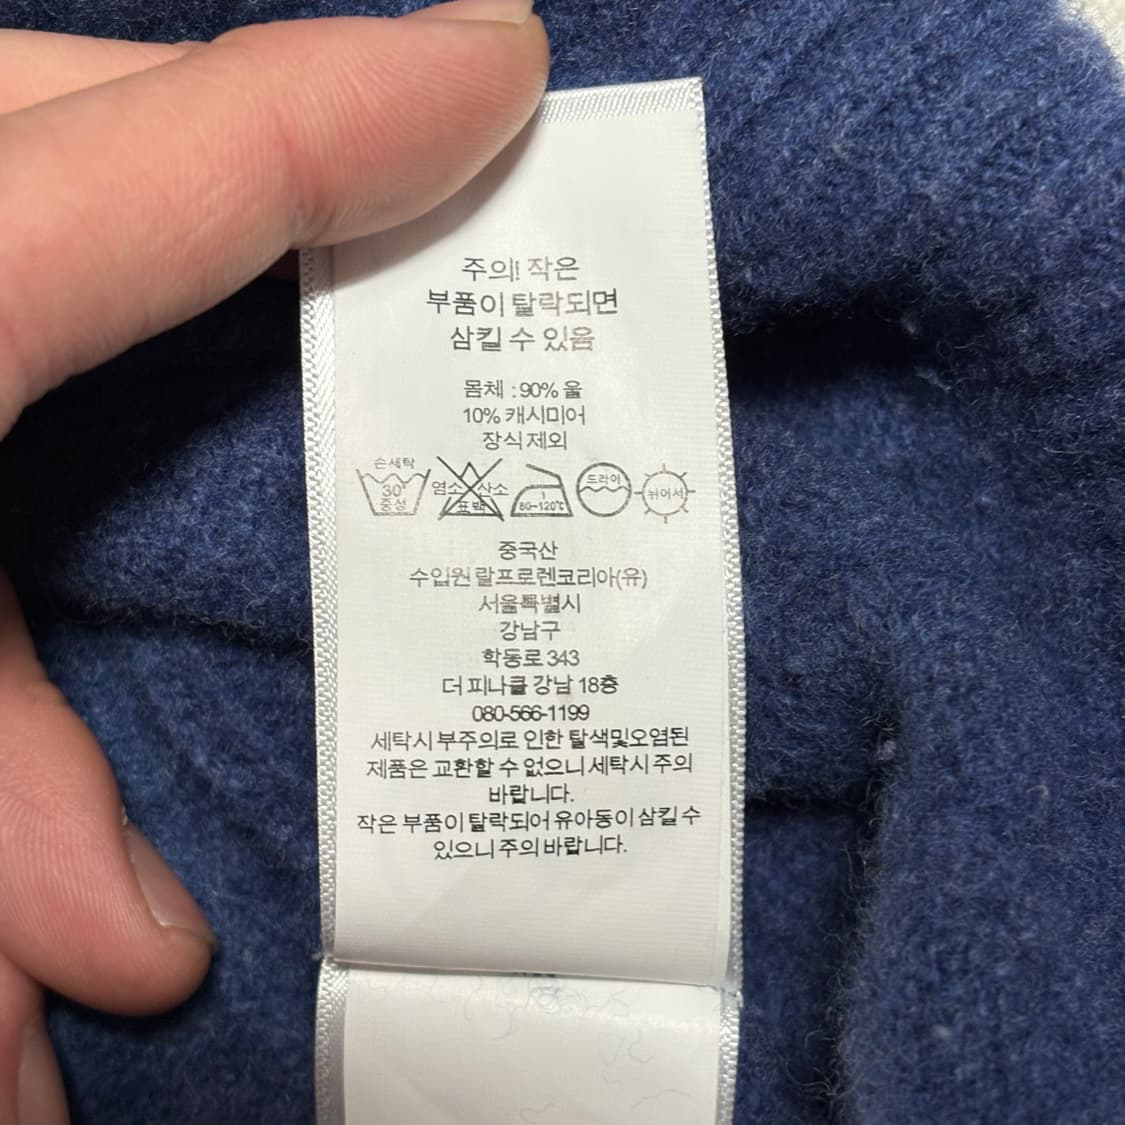 주의! 작은
부품이 탈락되면
삼킬 수 있음
몸체 : 90% 울
10% 캐시미어
장식 제외
손세탁
30°
중성
염소 산소
표백
1
80~120℃
드라이
뉘어서
중국산
수입원 랄프로렌코리아(유)
서울특별시
강남구
학동로 343
더 피나클 강남 18층
080-566-1199
세탁시 부주의로 인한 탈색및오염된
제품은 교환할 수 없으니 세탁시 주의
바랍니다.
작은 부품이 탈락되어 유아동이 삼킬 수
있으니 주의 바랍니다.